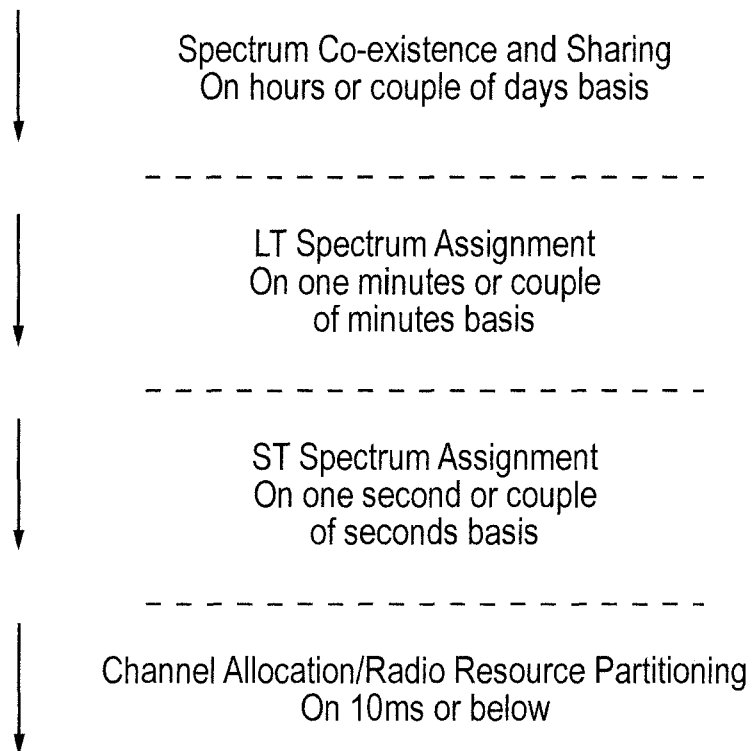 Spectrum Co-existence and Sharing
On hours or couple of days basis
LT Spectrum Assignment
On one minutes or couple
of minutes basis
ST Spectrum Assignment
On one second or couple
of seconds basis
Channel Allocation/Radio Resource Partitioning
On 10ms or below